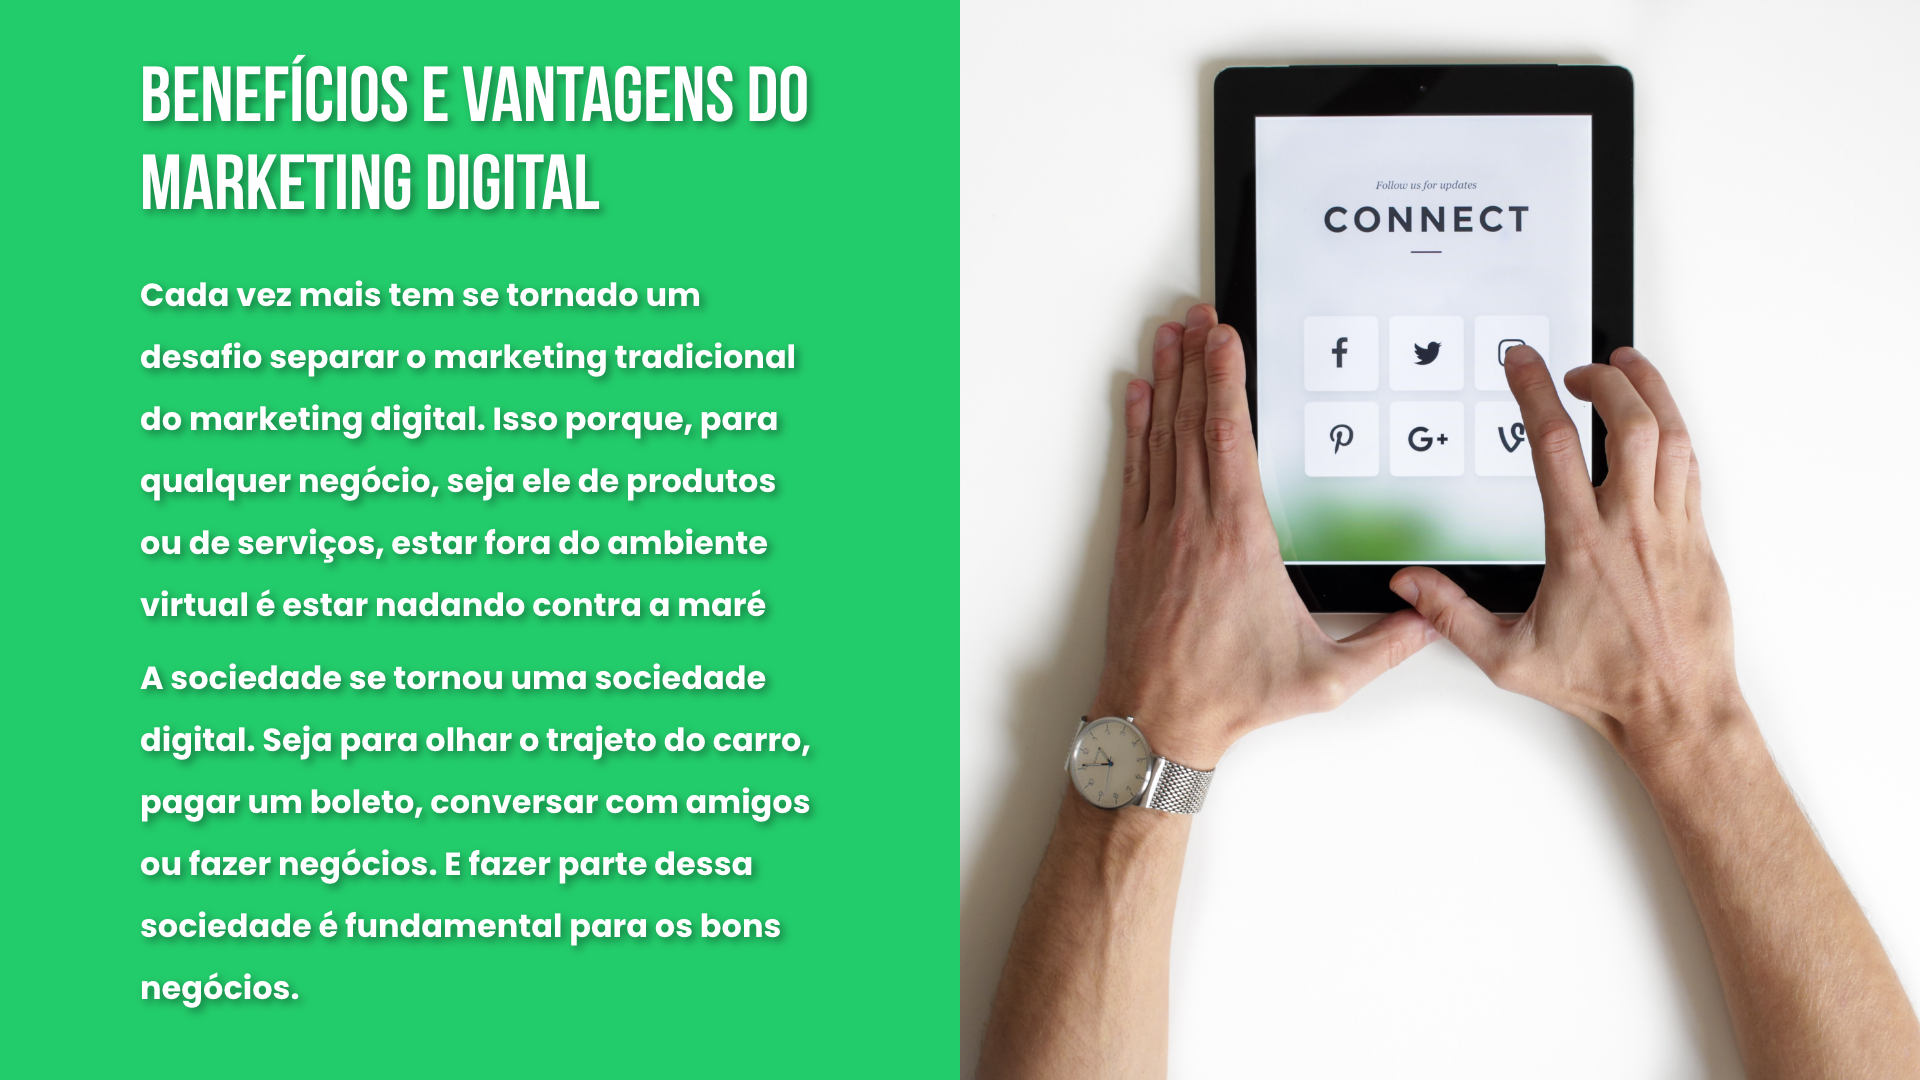 BENEFÍCIOS E VANTAGENS DO
MARKETING DIGITAL
Cada vez mais tem se tornado um
desafio separar o marketing tradicional
do marketing digital. Isso porque, para
qualquer negócio, seja ele de produtos
ou de serviços, estar fora do ambiente
virtual é estar nadando contra a maré
A sociedade se tornou uma sociedade
digital. Seja para olhar o trajeto do carro,
pagar um boleto, conversar com amigos
ou fazer negócios. E fazer parte dessa
sociedade é fundamental para os bons
negócios.
Follow us for updates
CONNECT
G+